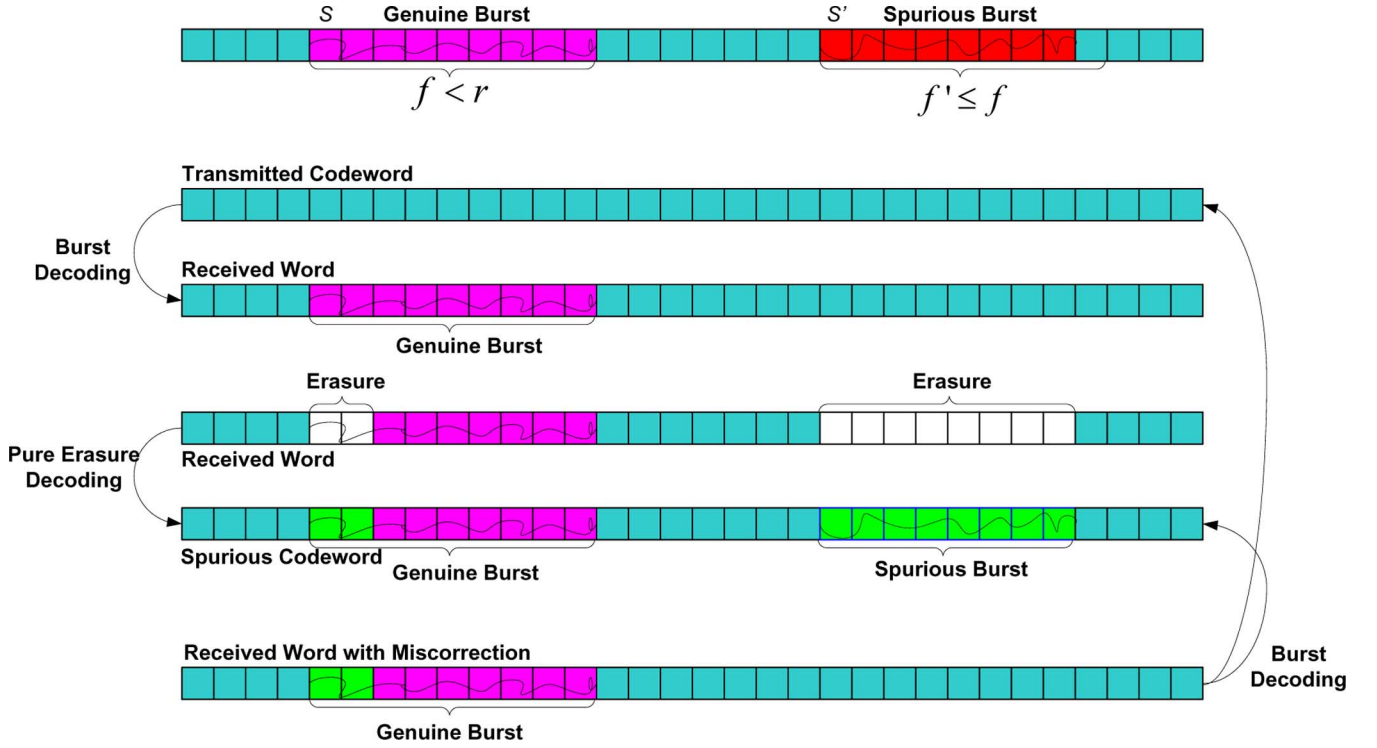 S Genuine Burst S' Spurious Burst
f < r f ' ≤ f
Transmitted Codeword
Burst
Decoding
Received Word
Genuine Burst
Erasure Erasure
Pure Erasure
Decoding
Received Word
Spurious Codeword
Genuine Burst Spurious Burst
Received Word with Miscorrection
Burst
Decoding
Genuine Burst